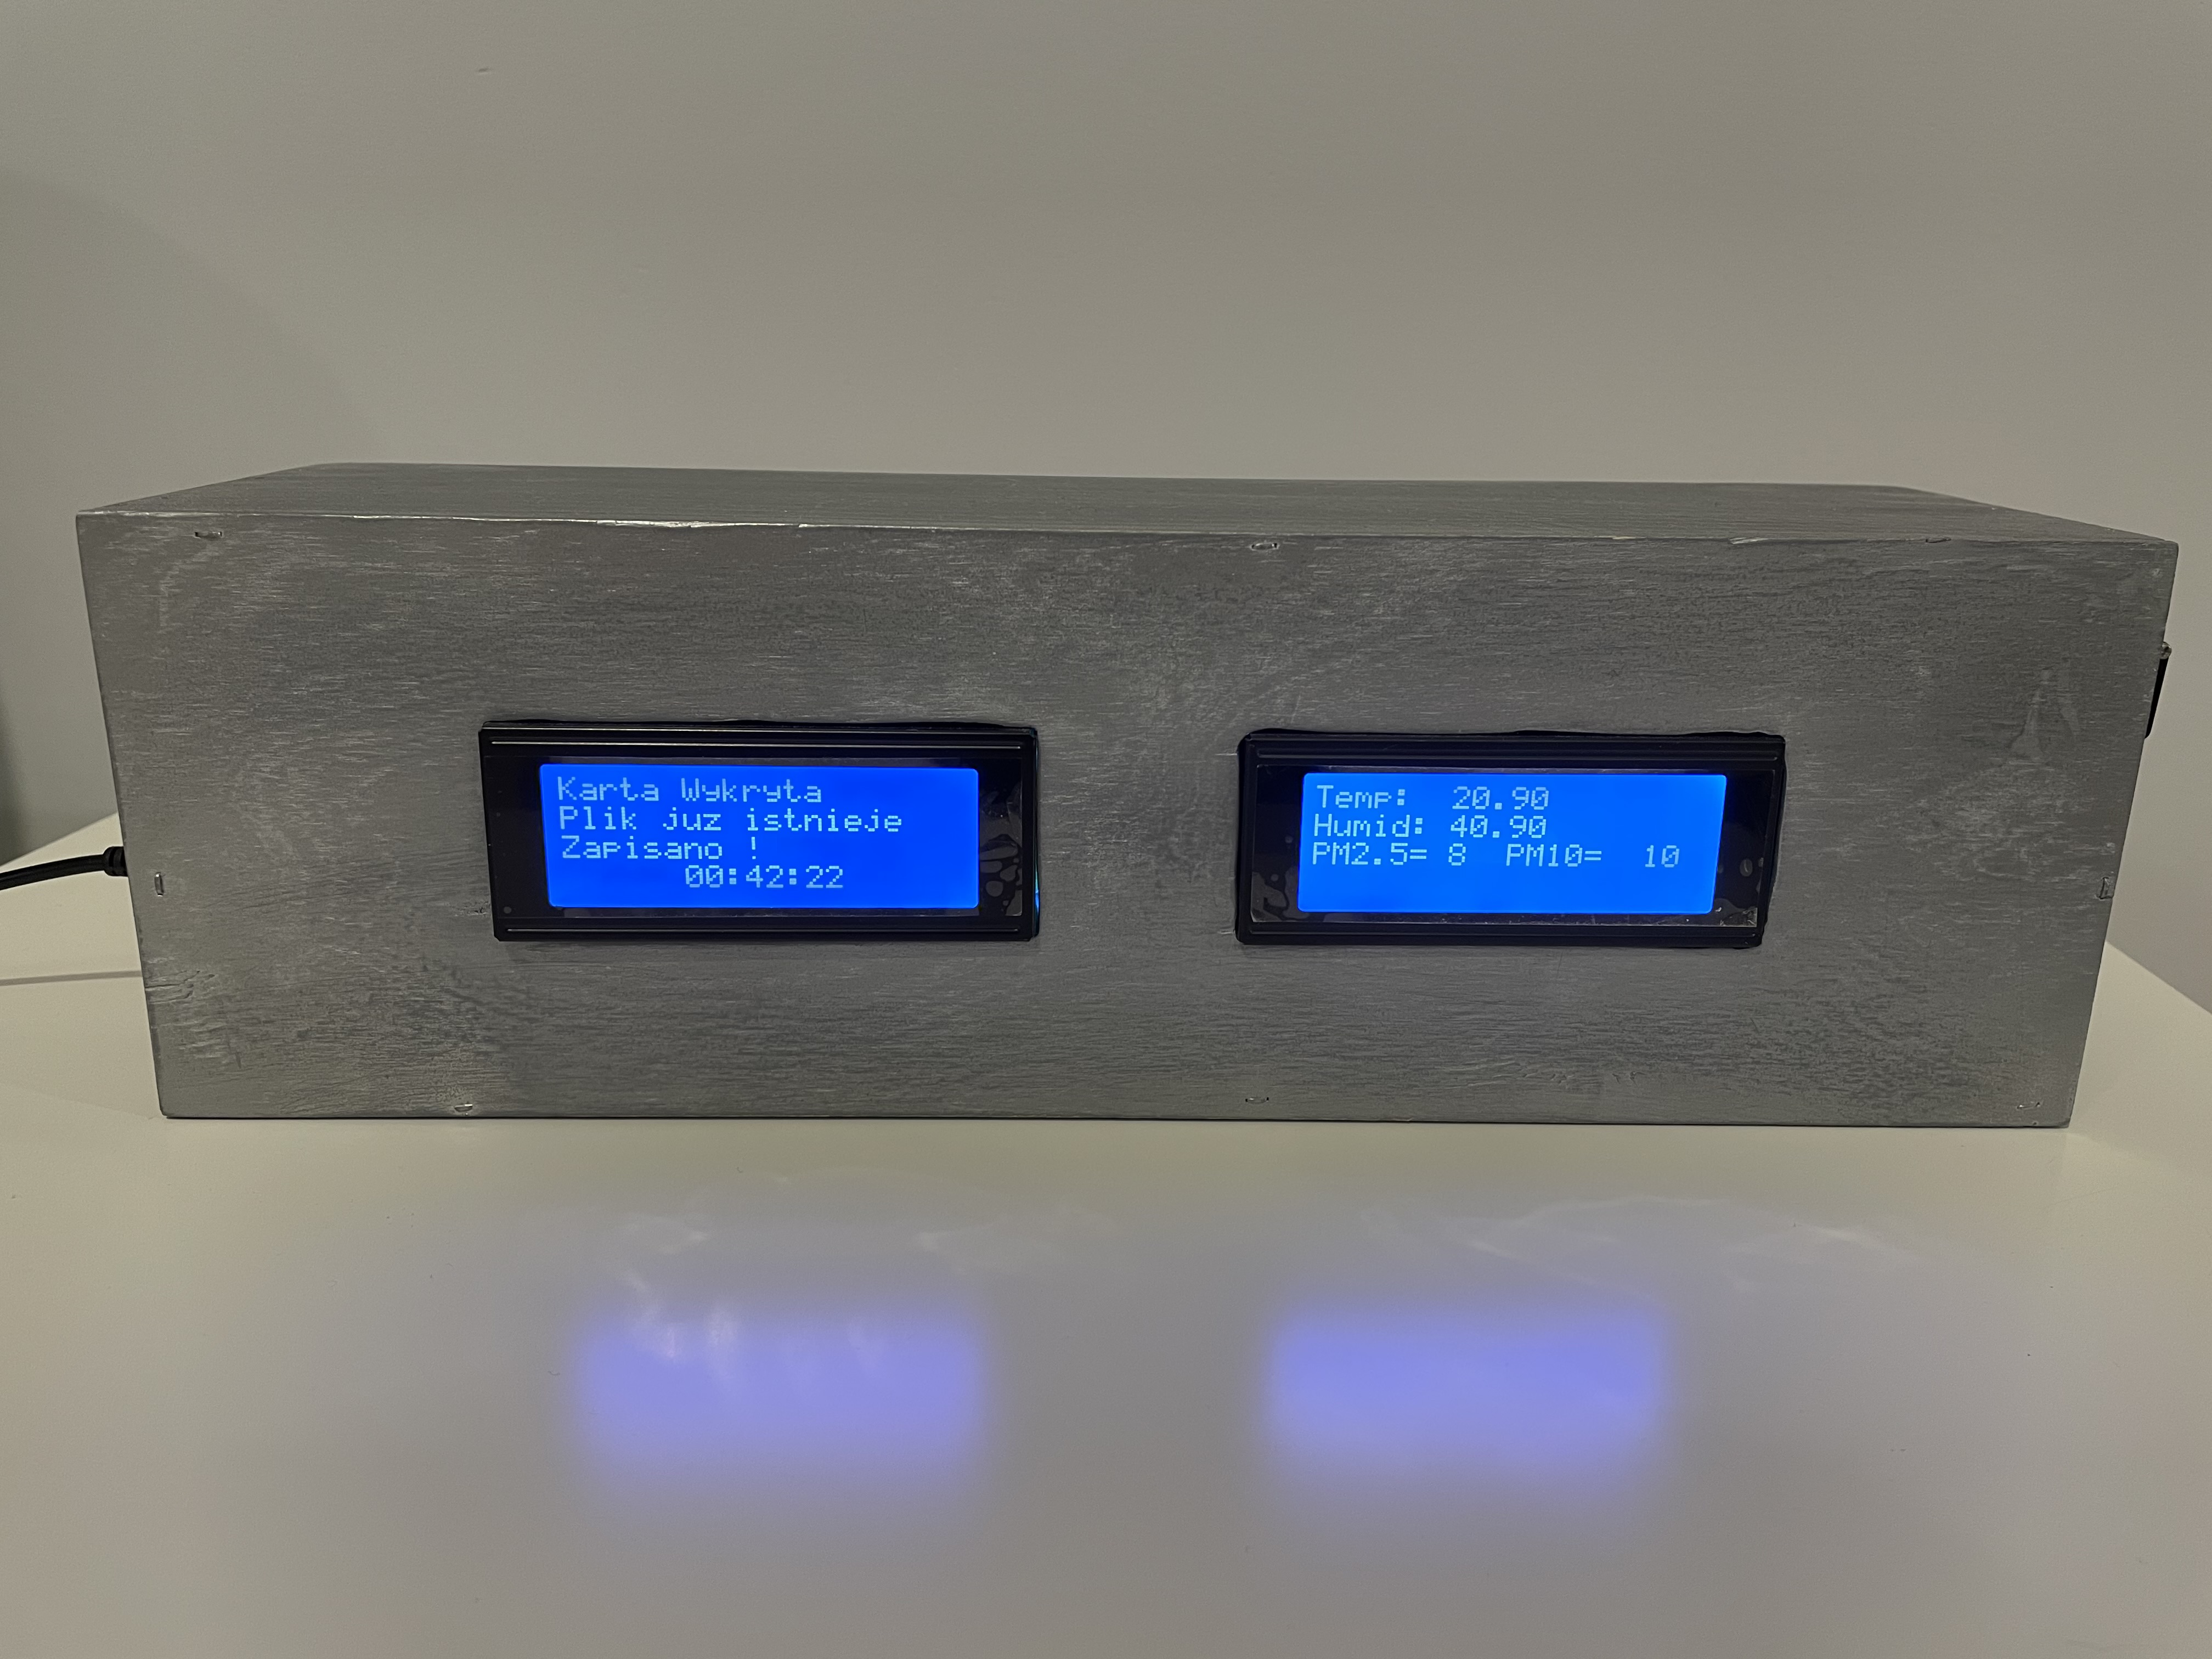 Karta Wykryta
Plik juz istnieje
Zapisano !
00:42:22
Temp: 20.90
Humid: 40.90
PM2.5= 8 PM10= 10